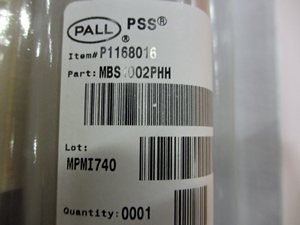 PALL PSS®
®
Item# P1168016
Part: MBS1002PHH
Lot:
MPMI740
Quantity: 0001